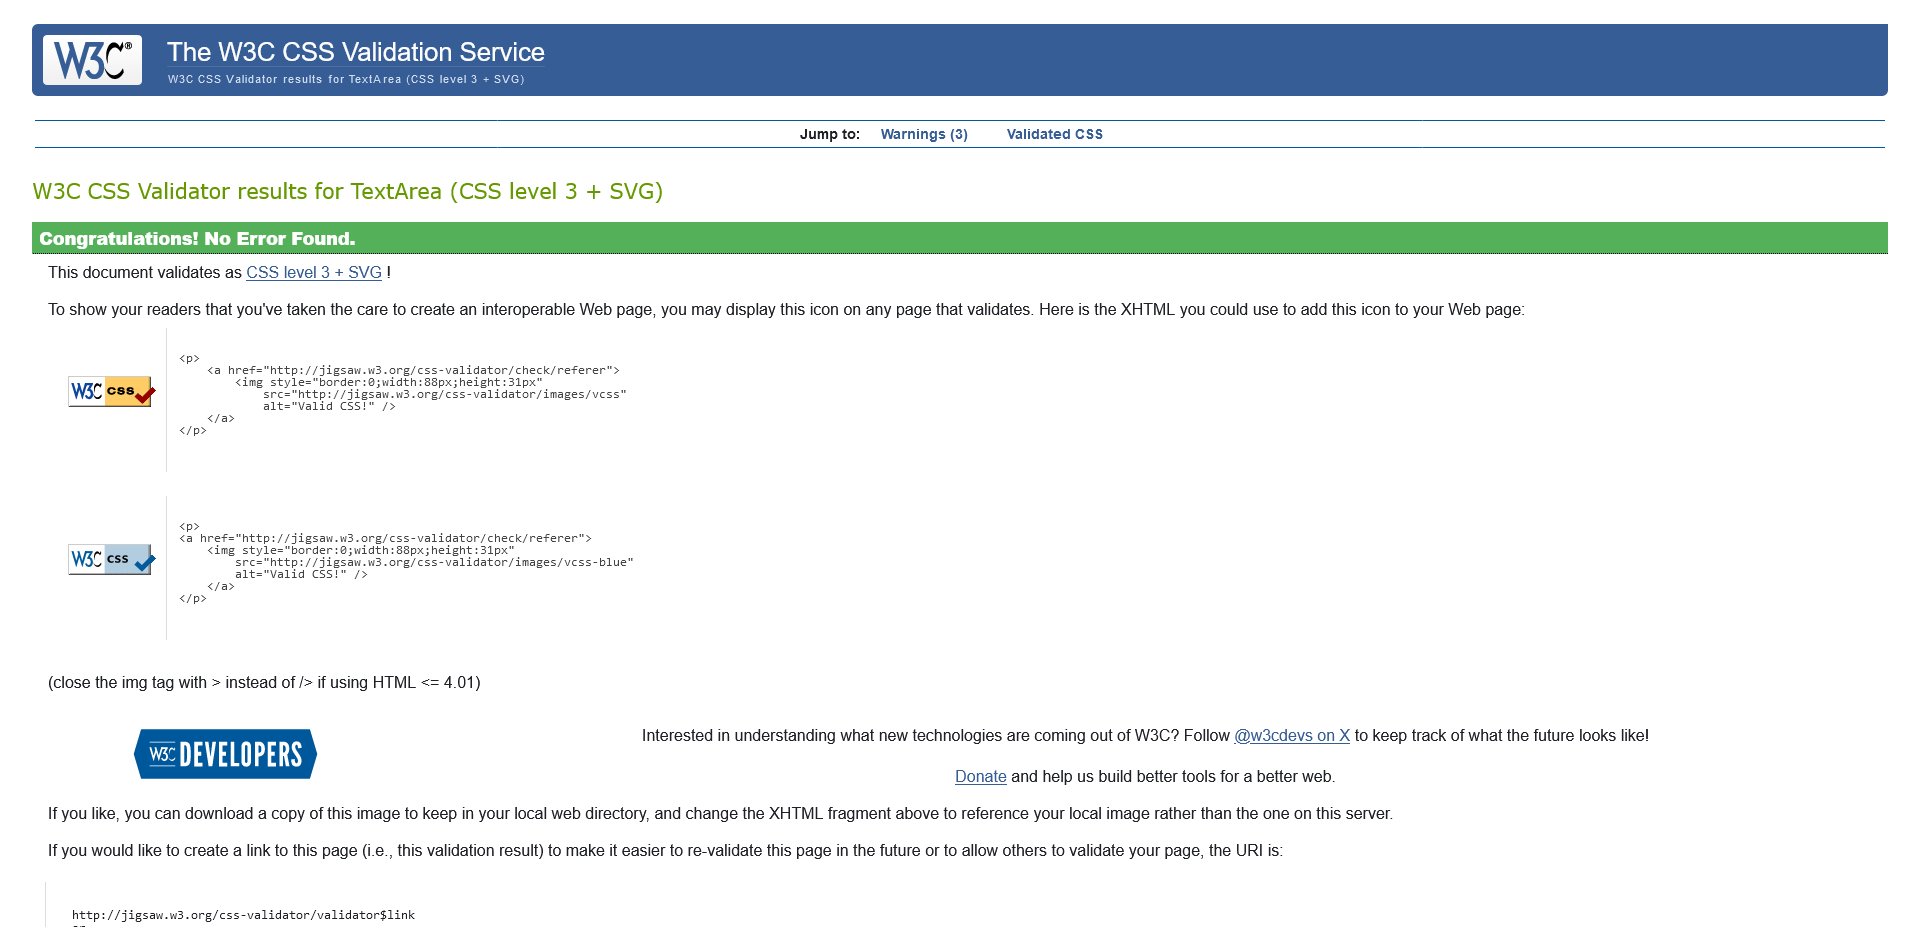 W3C®
The W3C CSS Validation Service
W3C CSS Validator results for TextArea (CSS level 3 + SVG)
Jump to: Warnings (3) Validated CSS
W3C CSS Validator results for TextArea (CSS level 3 + SVG)
Congratulations! No Error Found.
This document validates as CSS level 3 + SVG !
To show your readers that you've taken the care to create an interoperable Web page, you may display this icon on any page that validates. Here is the XHTML you could use to add this icon to your Web page:
W3C css
<p>
    <a href="http://jigsaw.w3.org/css-validator/check/referer">
        <img style="border:0;width:88px;height:31px"
            src="http://jigsaw.w3.org/css-validator/images/vcss"
            alt="Valid CSS!" />
    </a>
</p>
W3C css
<p>
<a href="http://jigsaw.w3.org/css-validator/check/referer">
    <img style="border:0;width:88px;height:31px"
        src="http://jigsaw.w3.org/css-validator/images/vcss-blue"
        alt="Valid CSS!" />
    </a>
</p>
(close the img tag with > instead of /> if using HTML <= 4.01)
W3C DEVELOPERS
Interested in understanding what new technologies are coming out of W3C? Follow @w3cdevs on X to keep track of what the future looks like!
Donate and help us build better tools for a better web.
If you like, you can download a copy of this image to keep in your local web directory, and change the XHTML fragment above to reference your local image rather than the one on this server.
If you would like to create a link to this page (i.e., this validation result) to make it easier to re-validate this page in the future or to allow others to validate your page, the URI is:
http://jigsaw.w3.org/css-validator/validator$link